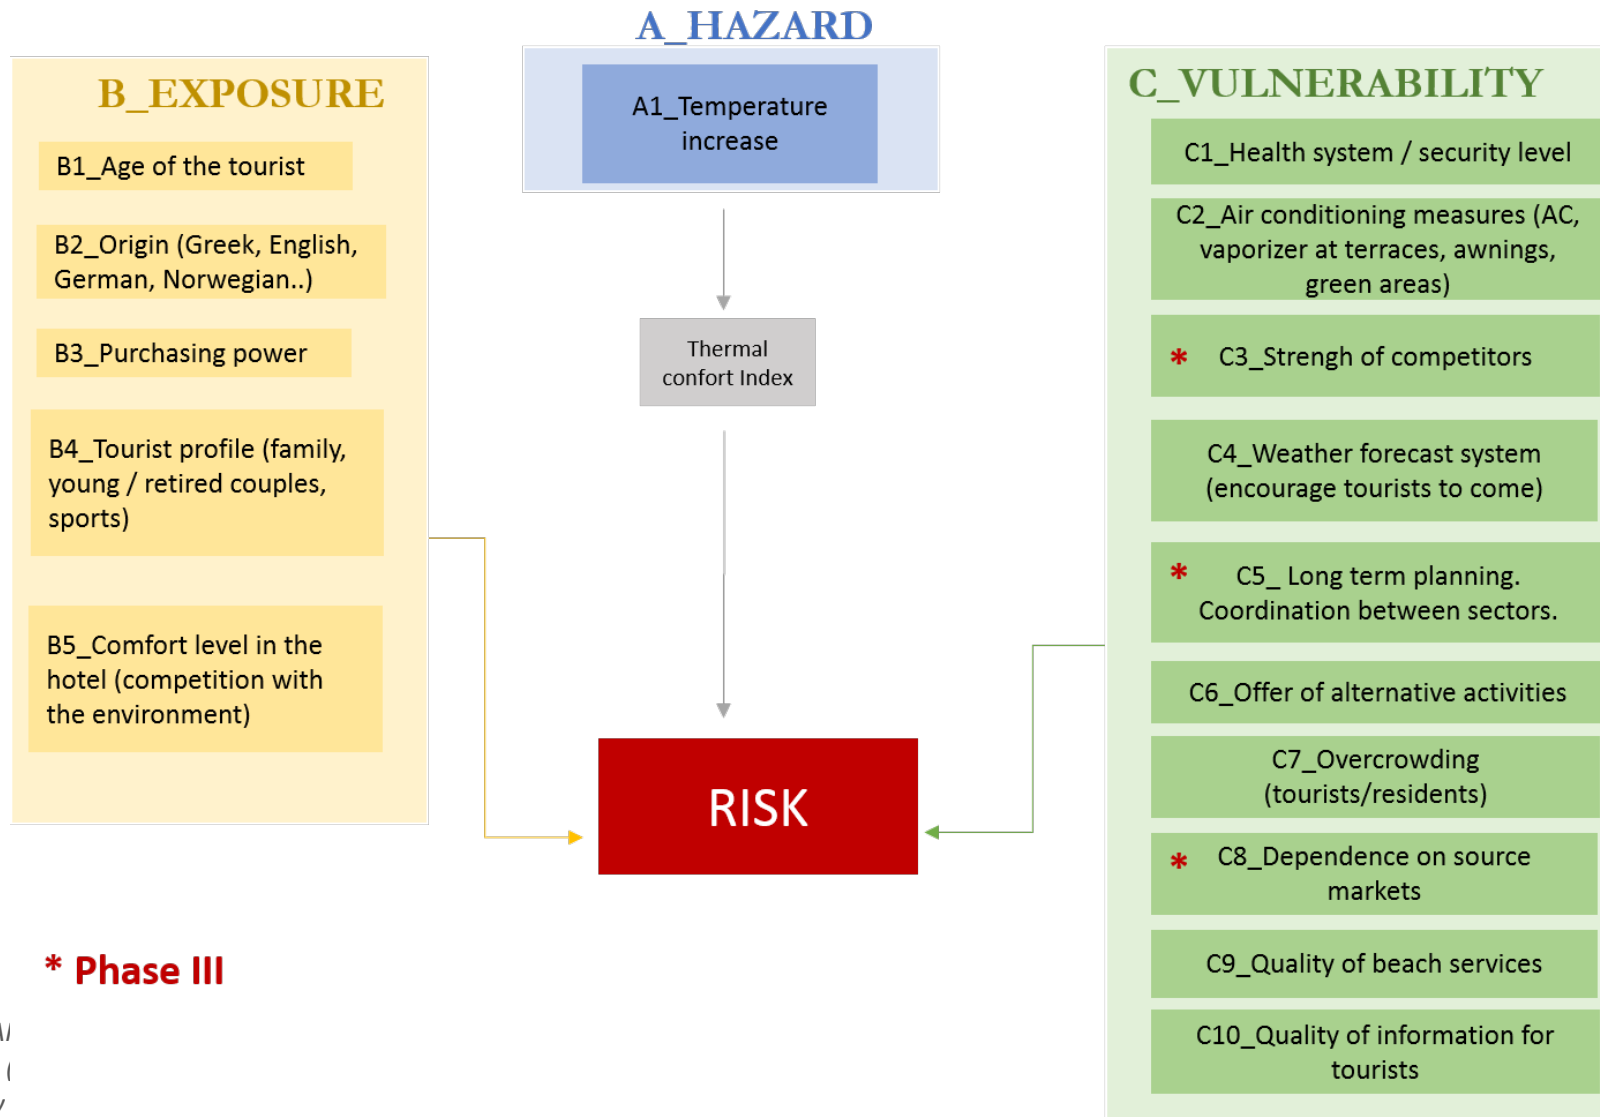 A_HAZARD
A1_Temperature
increase
Thermal
confort Index
RISK
B_EXPOSURE
B1_Age of the tourist
B2_Origin (Greek, English,
German, Norwegian..)
B3_Purchasing power
B4_Tourist profile (family,
young / retired couples,
sports)
B5_Comfort level in the
hotel (competition with
the environment)
C_VULNERABILITY
C1_Health system / security level
C2_Air conditioning measures (AC,
vaporizer at terraces, awnings,
green areas)
* C3_Strengh of competitors
C4_Weather forecast system
(encourage tourists to come)
* C5_ Long term planning.
Coordination between sectors.
C6_Offer of alternative activities
C7_Overcrowding
(tourists/residents)
* C8_Dependence on source
markets
C9_Quality of beach services
C10_Quality of information for
tourists
* Phase III